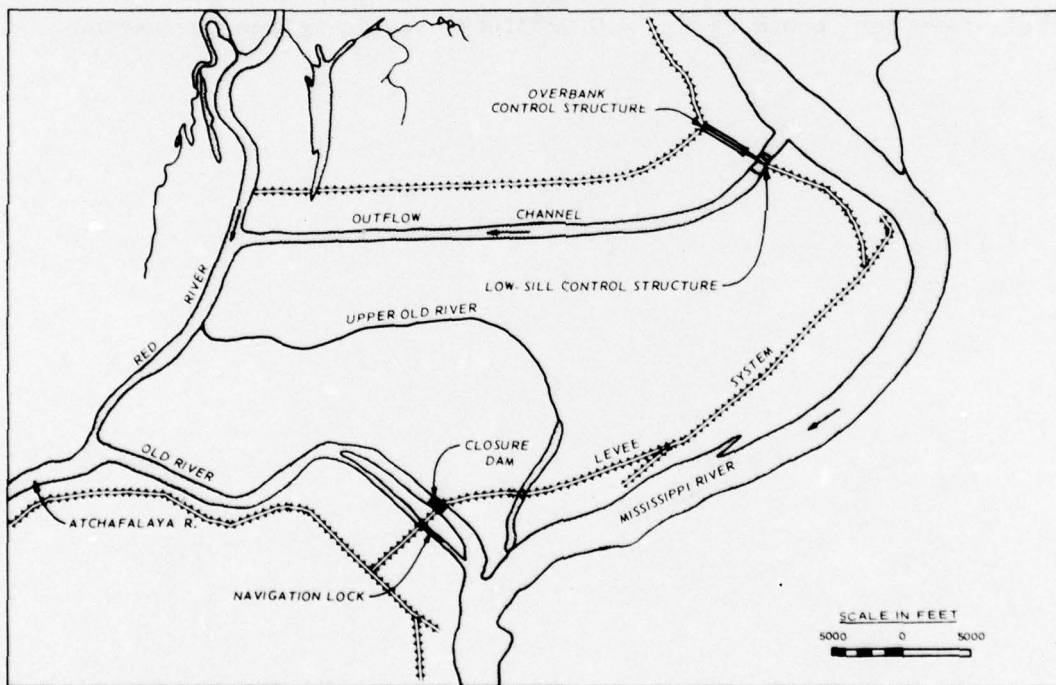 OVERBANK
CONTROL STRUCTURE
OUTFLOW CHANNEL
LOW-SILL CONTROL STRUCTURE
RED RIVER
UPPER OLD RIVER
LEVEE SYSTEM
MISSISSIPPI RIVER
OLD RIVER
CLOSURE
DAM
ATCHAFALAYA R.
NAVIGATION LOCK
SCALE IN FEET
5000 0 5000